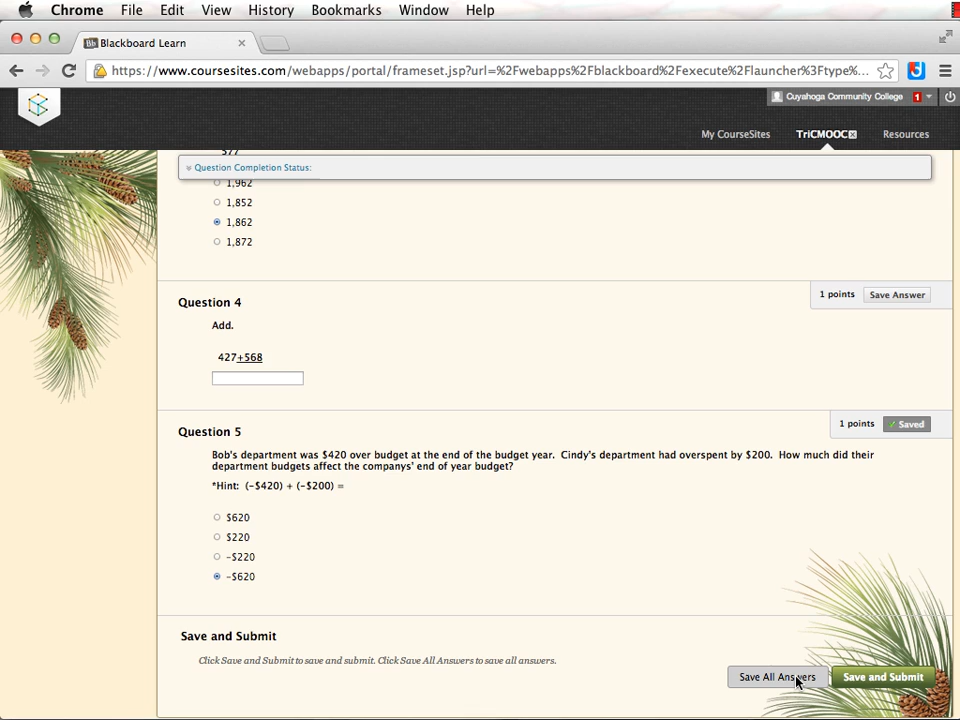 Chrome File Edit View History Bookmarks Window Help
Bb Blackboard Learn
https://www.coursesites.com/webapps/portal/frameset.jsp?url=%2Fwebapps%2Fblackboard%2Fexecute%2Flauncher%3Ftype%...
Cuyahoga Community College 1
My CourseSites TriCMOOC Resources
577
Question Completion Status:
1,962
1,852
1,862
1,872
Question 4
1 points Save Answer
Add.
427+568
Question 5
1 points Saved
Bob's department was $420 over budget at the end of the budget year. Cindy's department had overspent by $200. How much did their
department budgets affect the companys' end of year budget?
*Hint: (-$420) + (-$200) =
$620
$220
-$220
-$620
Save and Submit
Click Save and Submit to save and submit. Click Save All Answers to save all answers.
Save All Answers Save and Submit